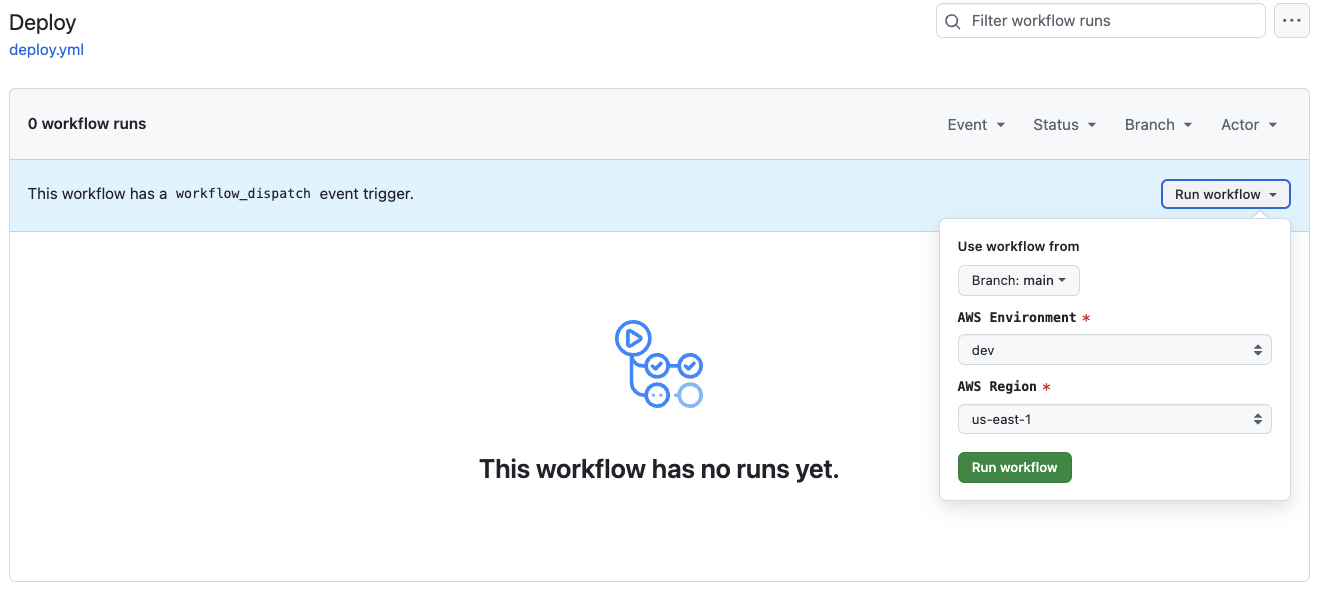 Deploy
Filter workflow runs
deploy.yml
0 workflow runs
Event
Status
Branch
Actor
This workflow has a workflow_dispatch event trigger.
Run workflow
Use workflow from
Branch: main
AWS Environment *
dev
AWS Region *
us-east-1
Run workflow
This workflow has no runs yet.